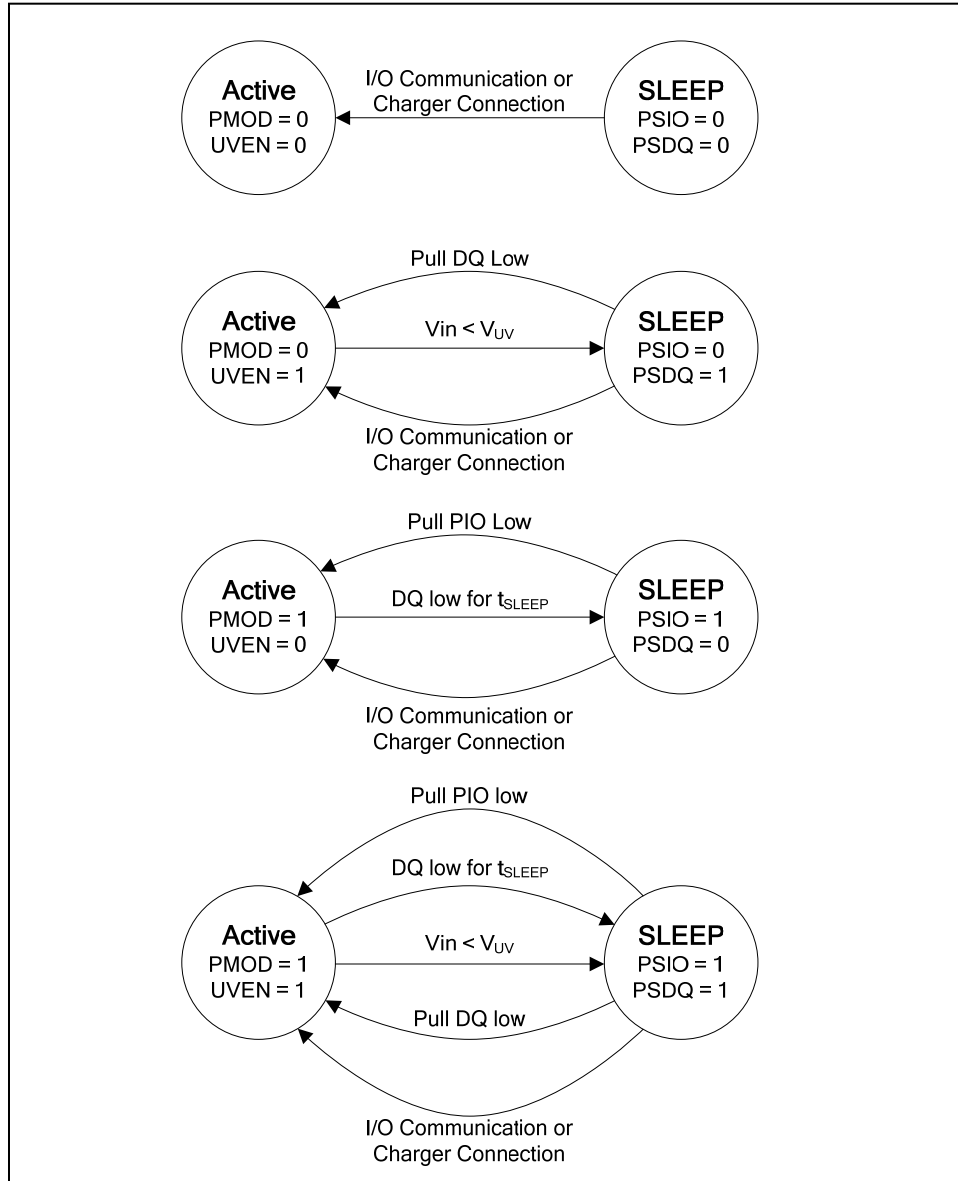 I/O Communication or
Charger Connection
Active
PMOD = 0
UVEN = 0
SLEEP
PSIO = 0
PSDQ = 0
Pull DQ Low
Active
PMOD = 0
UVEN = 1
Vin < VUV
SLEEP
PSIO = 0
PSDQ = 1
I/O Communication or
Charger Connection
Pull PIO Low
Active
PMOD = 1
UVEN = 0
DQ low for tSLEEP
SLEEP
PSIO = 1
PSDQ = 0
I/O Communication or
Charger Connection
Pull PIO low
DQ low for tSLEEP
Active
PMOD = 1
UVEN = 1
Vin < VUV
SLEEP
PSIO = 1
PSDQ = 1
Pull DQ low
I/O Communication or
Charger Connection